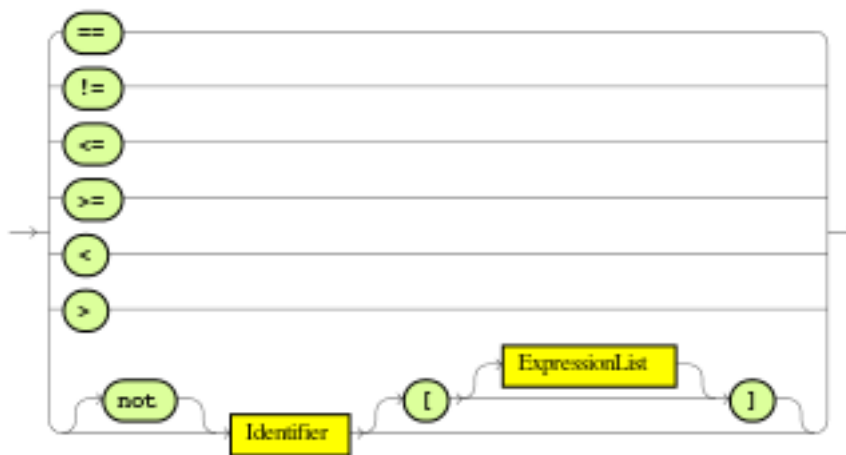 ==
!=
<=
>=
<
>
ExpressionList
not [ ]
Identifier